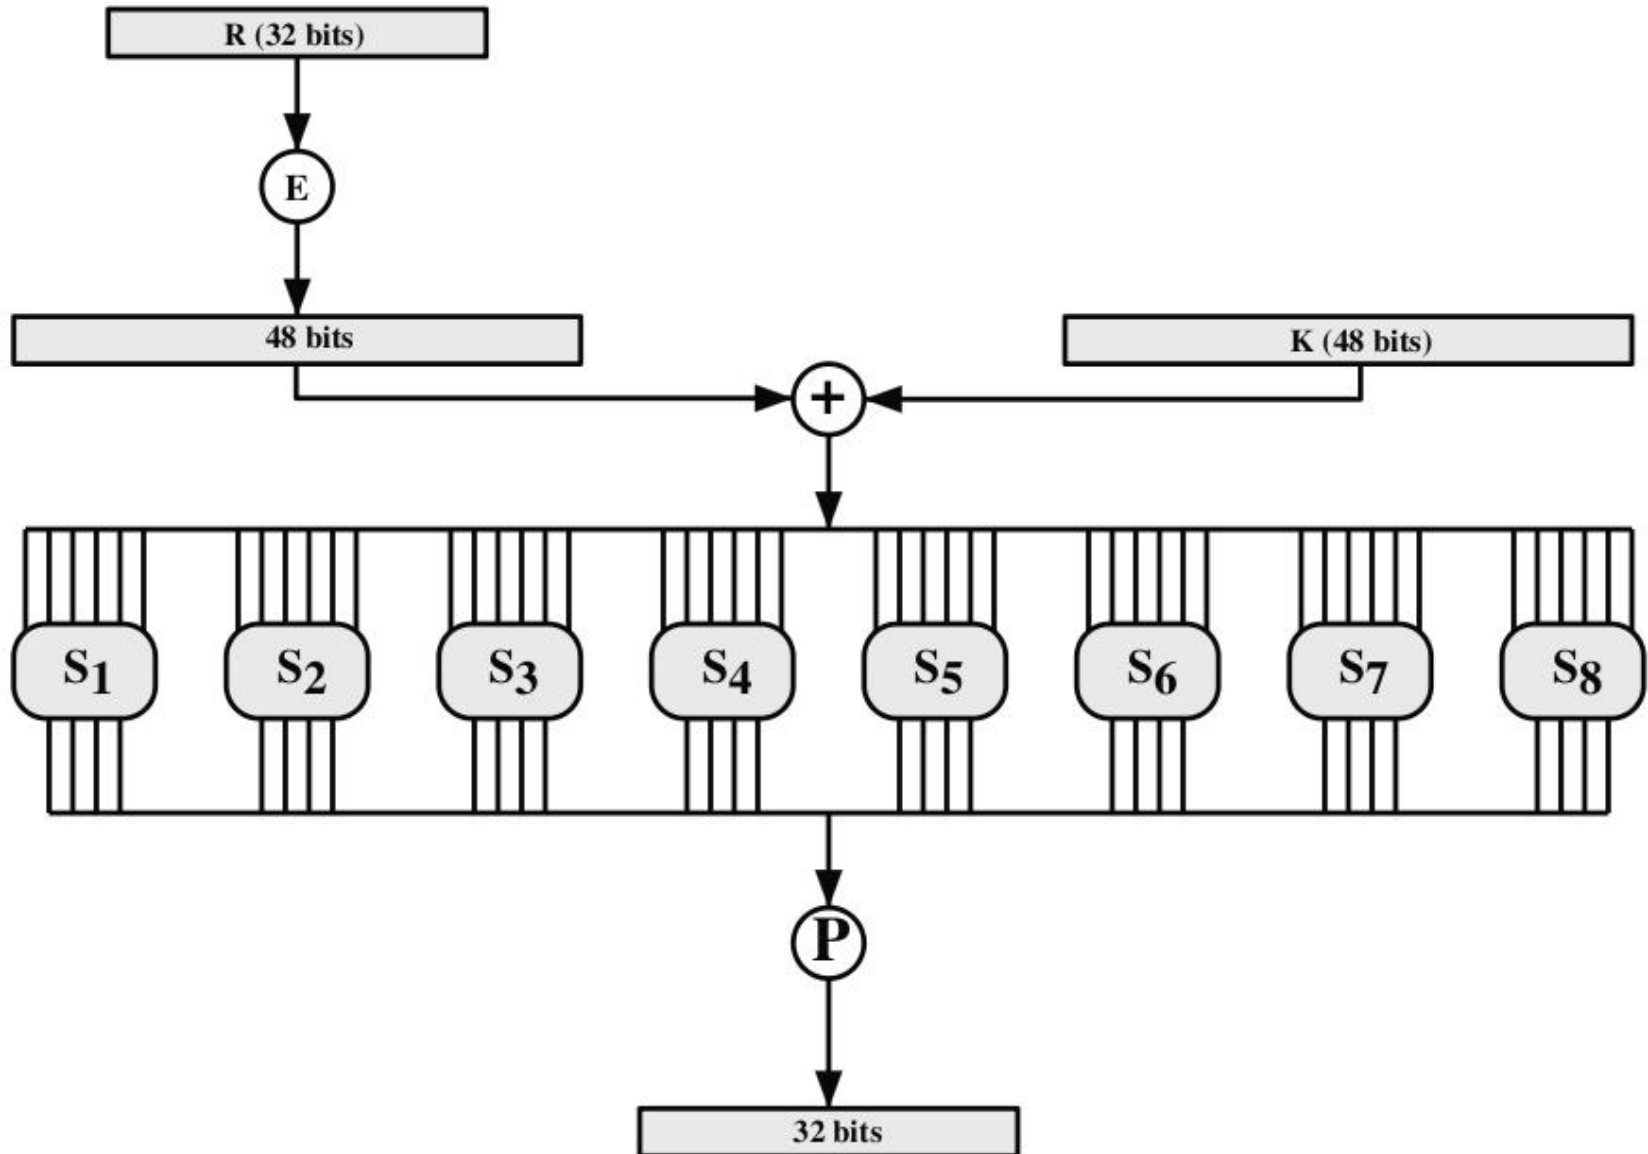 R (32 bits)
E
48 bits
K (48 bits)
+
S1 S2 S3 S4 S5 S6 S7 S8
P
32 bits